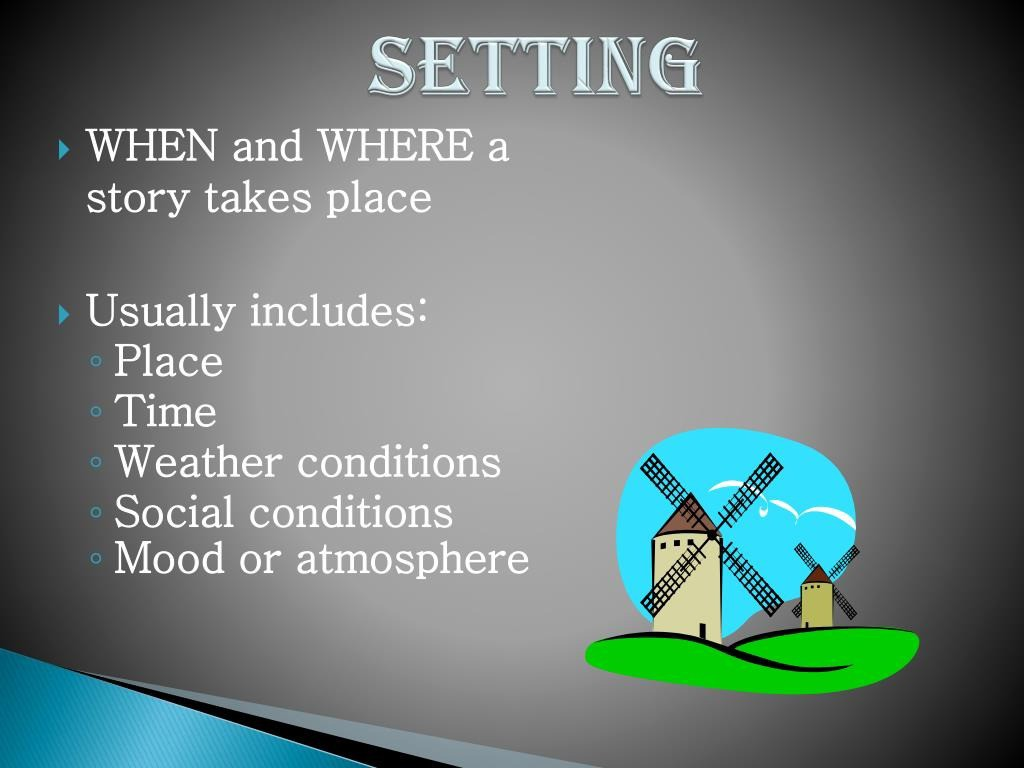 SETTING
WHEN and WHERE a
story takes place
Usually includes:
Place
Time
Weather conditions
Social conditions
Mood or atmosphere